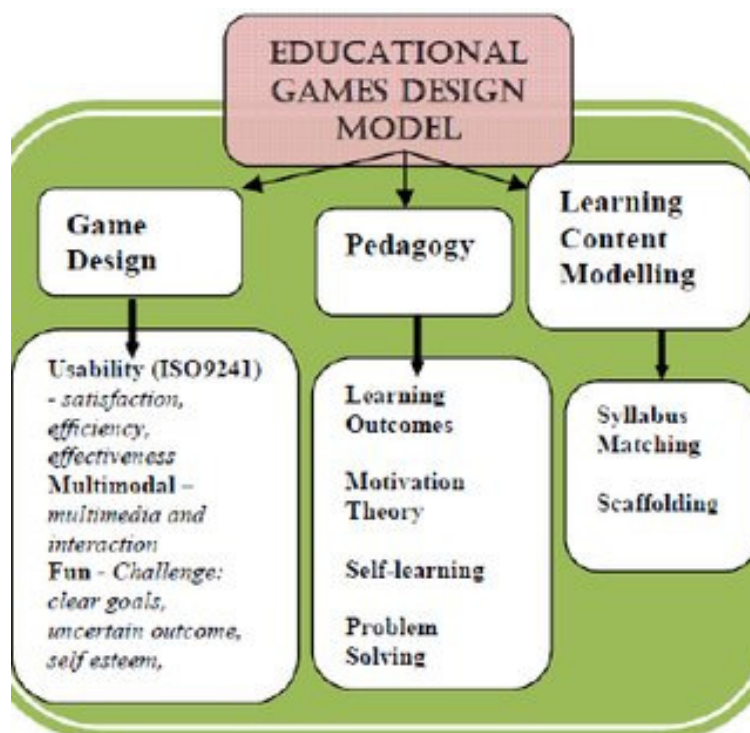 EDUCATIONAL
GAMES DESIGN
MODEL
Game
Design
Pedagogy
Learning
Content
Modelling
Usability (ISO9241)
- satisfaction,
efficiency,
effectiveness
Multimodal –
multimedia and
interaction
Fun - Challenge:
clear goals,
uncertain outcome,
self esteem,
Learning
Outcomes
Motivation
Theory
Self-learning
Problem
Solving
Syllabus
Matching
Scaffolding